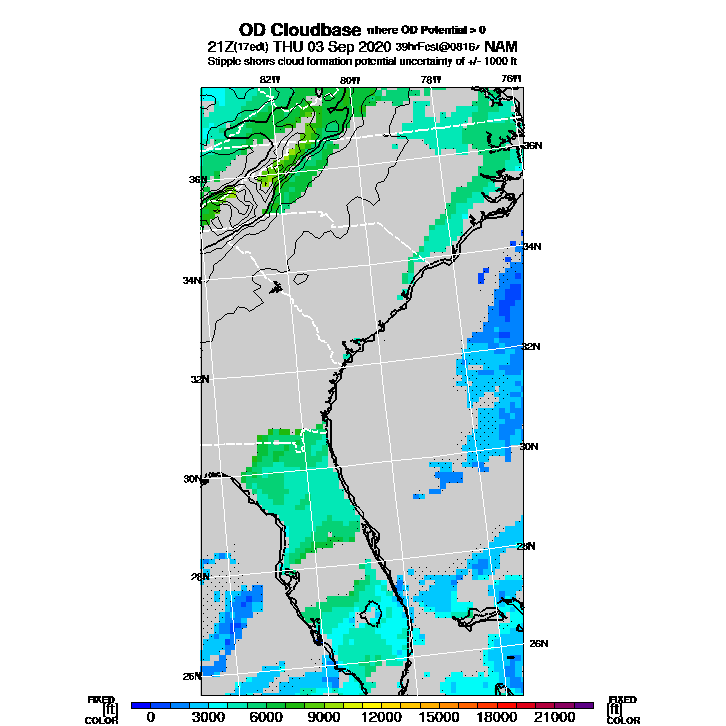 OD Cloudbase where OD Potential > 0
21Z(17edt) THU 03 Sep 2020 39hrFcst@0816z NAM
Stipple shows cloud formation potential uncertainty of +/- 1000 ft
82W 80W 78W 76W
36N
36N
34N
34N
32N
32N
30N
30N
28N
28N
26N
26N
FIXED FIXED
[ft] [ft]
COLOR COLOR
0 3000 6000 9000 12000 15000 18000 21000